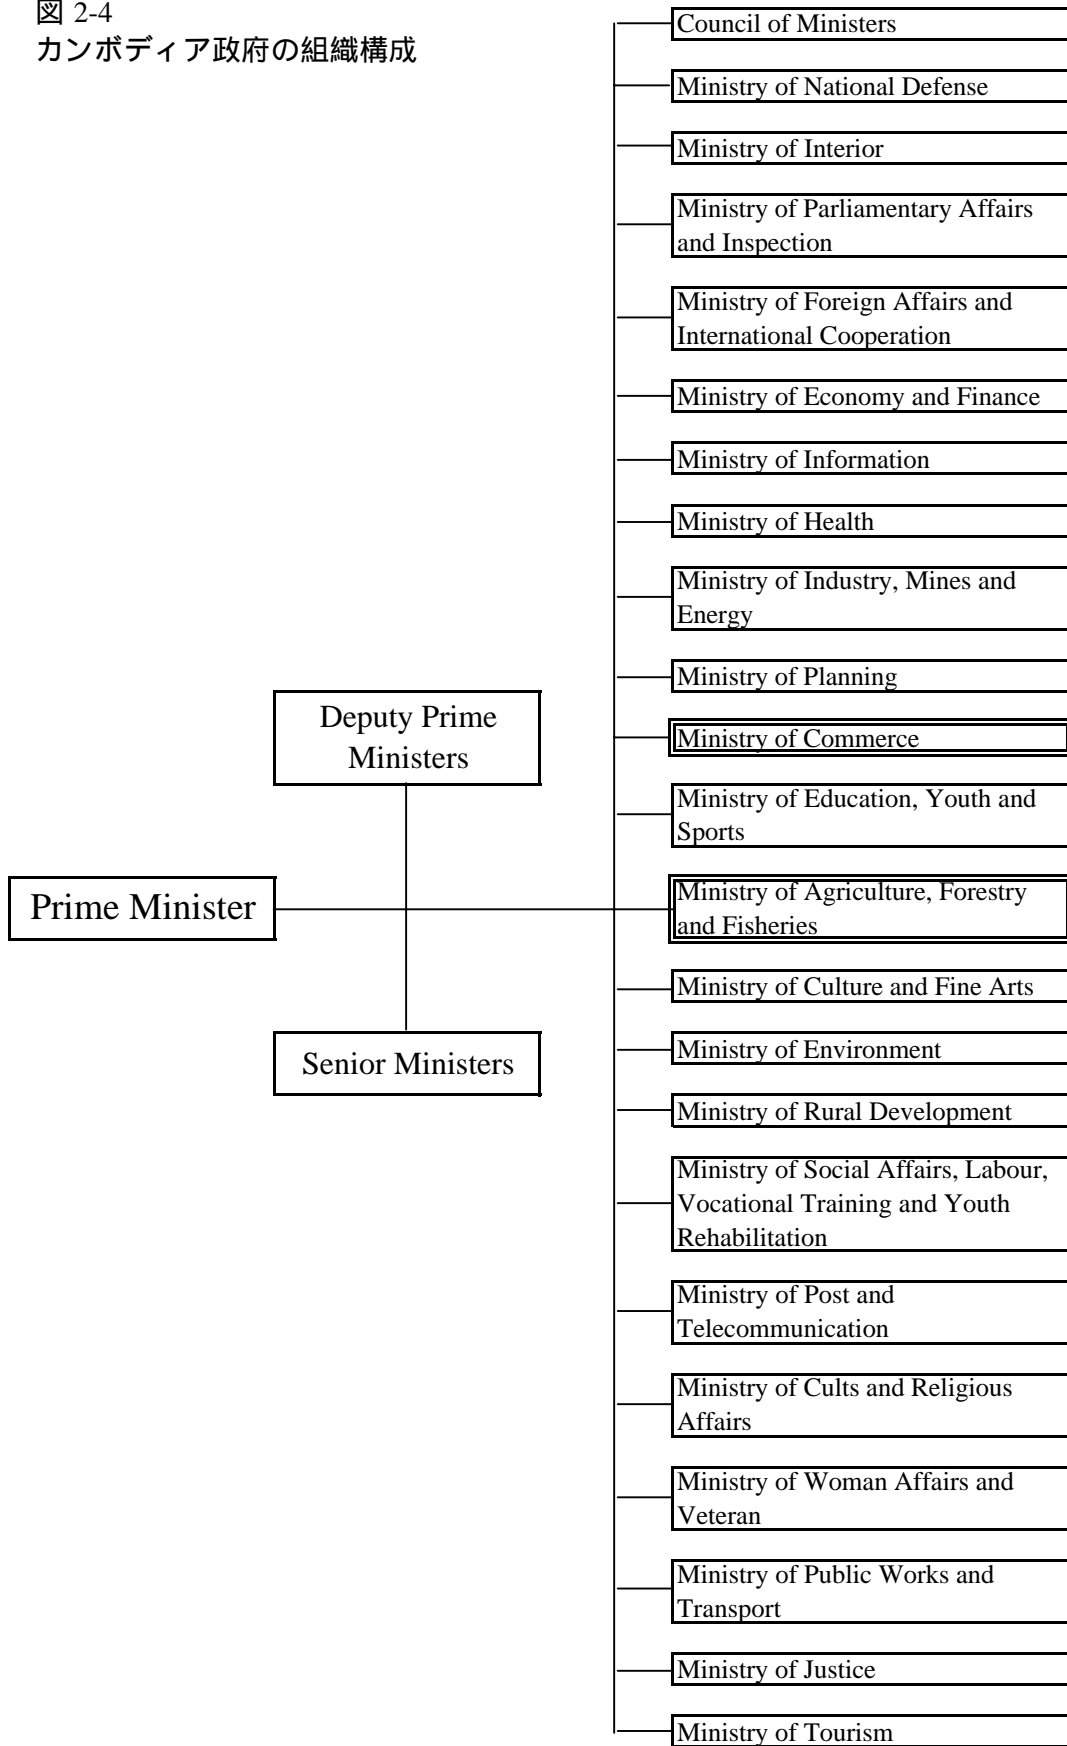 図 2-4
カンボディア政府の組織構成
Council of Ministers
Ministry of National Defense
Ministry of Interior
Ministry of Parliamentary Affairs
and Inspection
Ministry of Foreign Affairs and
International Cooperation
Ministry of Economy and Finance
Ministry of Information
Ministry of Health
Ministry of Industry, Mines and
Energy
Ministry of Planning
Deputy Prime
Ministers
Ministry of Commerce
Ministry of Education, Youth and
Sports
Prime Minister
Ministry of Agriculture, Forestry
and Fisheries
Ministry of Culture and Fine Arts
Senior Ministers
Ministry of Environment
Ministry of Rural Development
Ministry of Social Affairs, Labour,
Vocational Training and Youth
Rehabilitation
Ministry of Post and
Telecommunication
Ministry of Cults and Religious
Affairs
Ministry of Woman Affairs and
Veteran
Ministry of Public Works and
Transport
Ministry of Justice
Ministry of Tourism